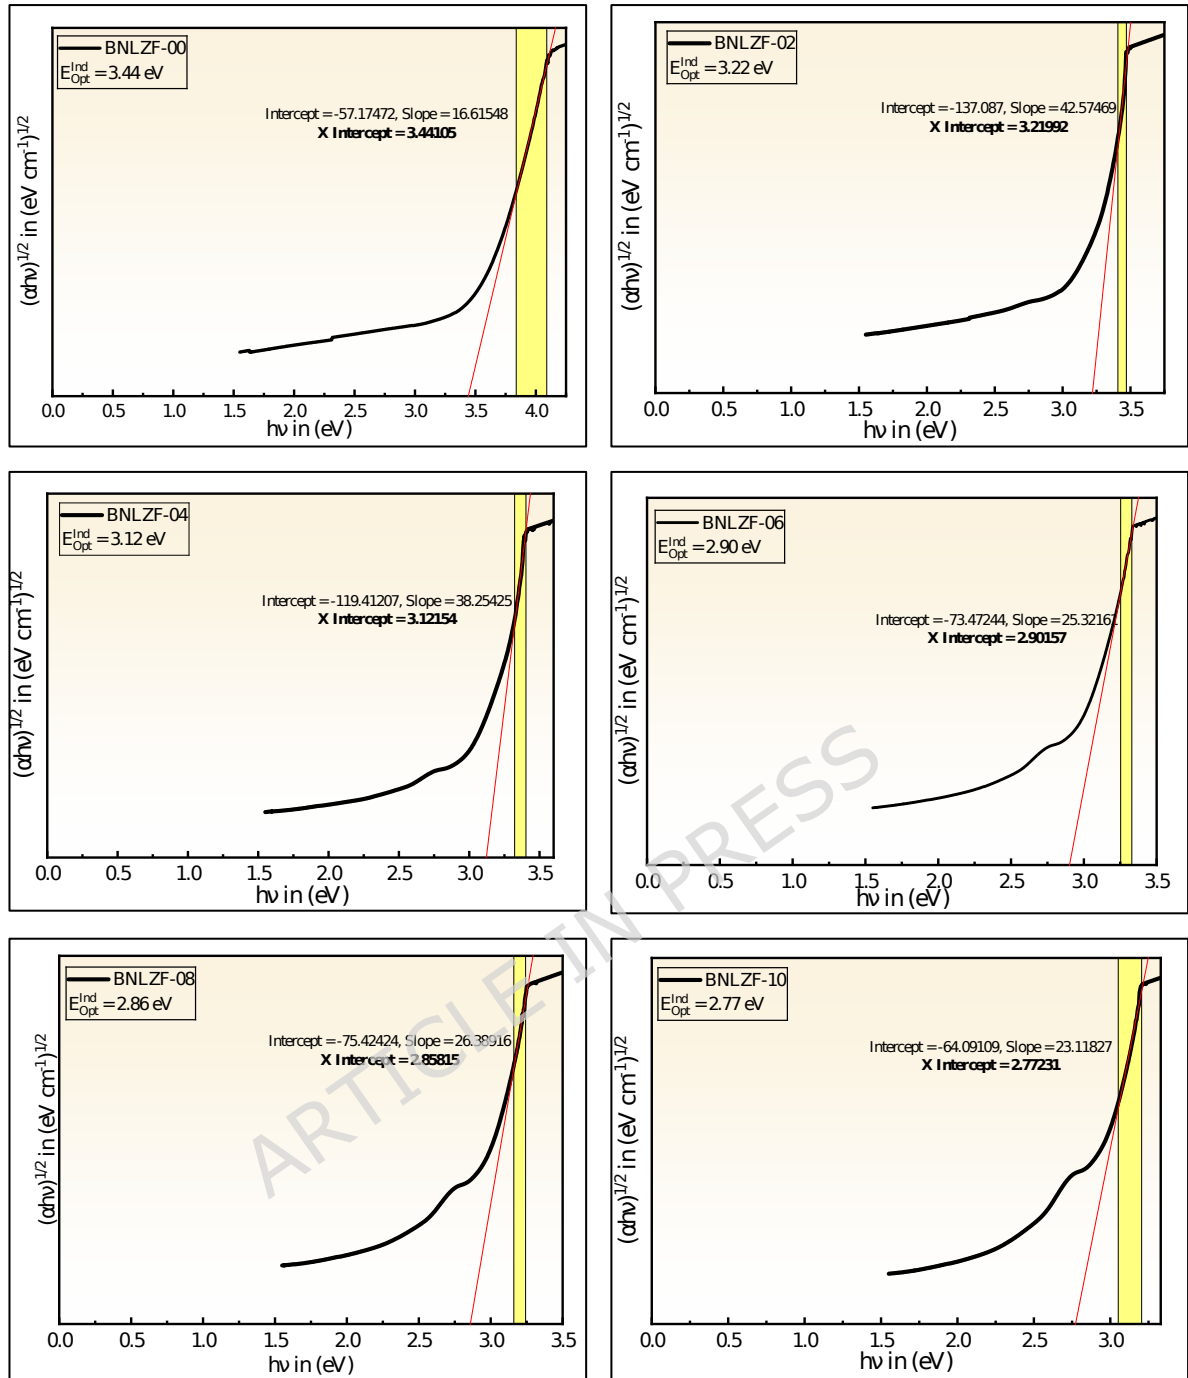 BNLZF-00
E_Opt^Ind = 3.44 eV
Intercept = -57.17472, Slope = 16.61548
X Intercept = 3.44105
(αhν)^1/2 in (eV cm^-1)^1/2
0.0 0.5 1.0 1.5 2.0 2.5 3.0 3.5 4.0
hν in (eV)
BNLZF-02
E_Opt^Ind = 3.22 eV
Intercept = -137.087, Slope = 42.57469
X Intercept = 3.21992
(αhν)^1/2 in (eV cm^-1)^1/2
0.0 0.5 1.0 1.5 2.0 2.5 3.0 3.5
hν in (eV)
BNLZF-04
E_Opt^Ind = 3.12 eV
Intercept = -119.41207, Slope = 38.25425
X Intercept = 3.12154
(αhν)^1/2 in (eV cm^-1)^1/2
0.0 0.5 1.0 1.5 2.0 2.5 3.0 3.5
hν in (eV)
BNLZF-06
E_Opt^Ind = 2.90 eV
Intercept = -73.47244, Slope = 25.32161
X Intercept = 2.90157
(αhν)^1/2 in (eV cm^-1)^1/2
0.0 0.5 1.0 1.5 2.0 2.5 3.0 3.5
hν in (eV)
BNLZF-08
E_Opt^Ind = 2.86 eV
Intercept = -75.42424, Slope = 26.38916
X Intercept = 2.85815
(αhν)^1/2 in (eV cm^-1)^1/2
0.0 0.5 1.0 1.5 2.0 2.5 3.0 3.5
hν in (eV)
BNLZF-10
E_Opt^Ind = 2.77 eV
Intercept = -64.09109, Slope = 23.11827
X Intercept = 2.77231
(αhν)^1/2 in (eV cm^-1)^1/2
0.0 0.5 1.0 1.5 2.0 2.5 3.0
hν in (eV)
ARTICLE IN PRESS